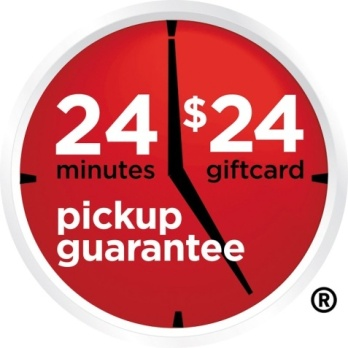 24 $24
minutes giftcard
pickup
guarantee
®